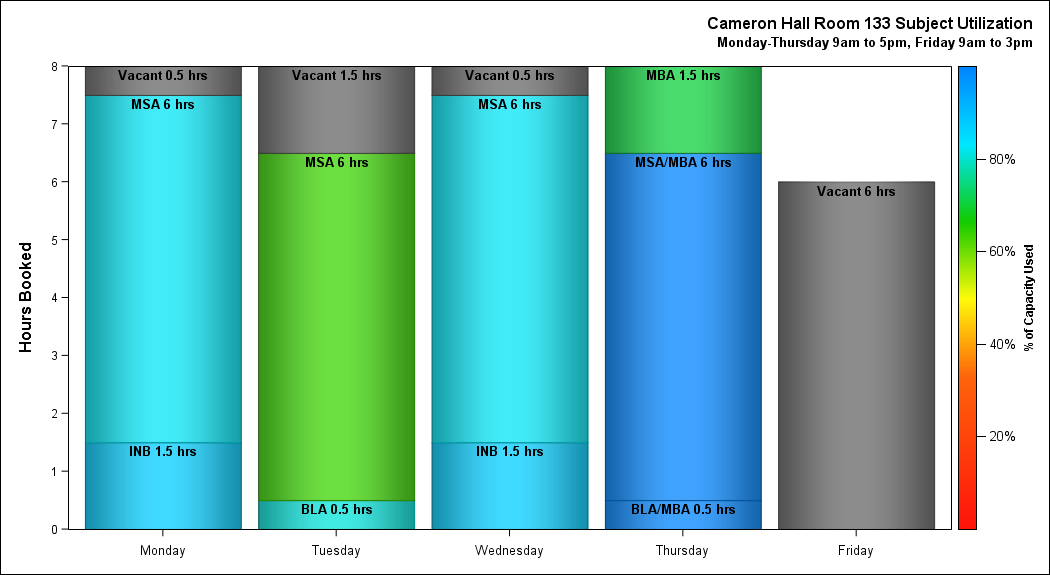 Cameron Hall Room 133 Subject Utilization
Monday-Thursday 9am to 5pm, Friday 9am to 3pm
Hours Booked
8
7
6
5
4
3
2
1
0
Vacant 0.5 hrs
MSA 6 hrs
INB 1.5 hrs
Vacant 1.5 hrs
MSA 6 hrs
BLA 0.5 hrs
Vacant 0.5 hrs
MSA 6 hrs
INB 1.5 hrs
MBA 1.5 hrs
MSA/MBA 6 hrs
BLA/MBA 0.5 hrs
Vacant 6 hrs
Monday
Tuesday
Wednesday
Thursday
Friday
80%
60%
40%
20%
% of Capacity Used